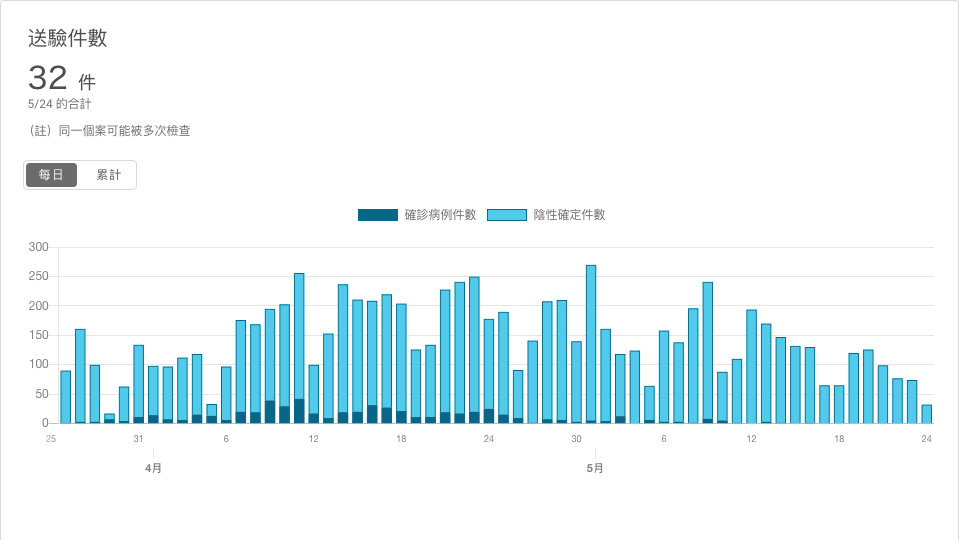 送驗件數
32 件
5/24 的合計
（註）同一個案可能被多次檢查
每日 累計
確診病例件數 陰性確定件數
300
250
200
150
100
50
0
25 31 6 12 18 24 30 6 12 18 24
4月 5月